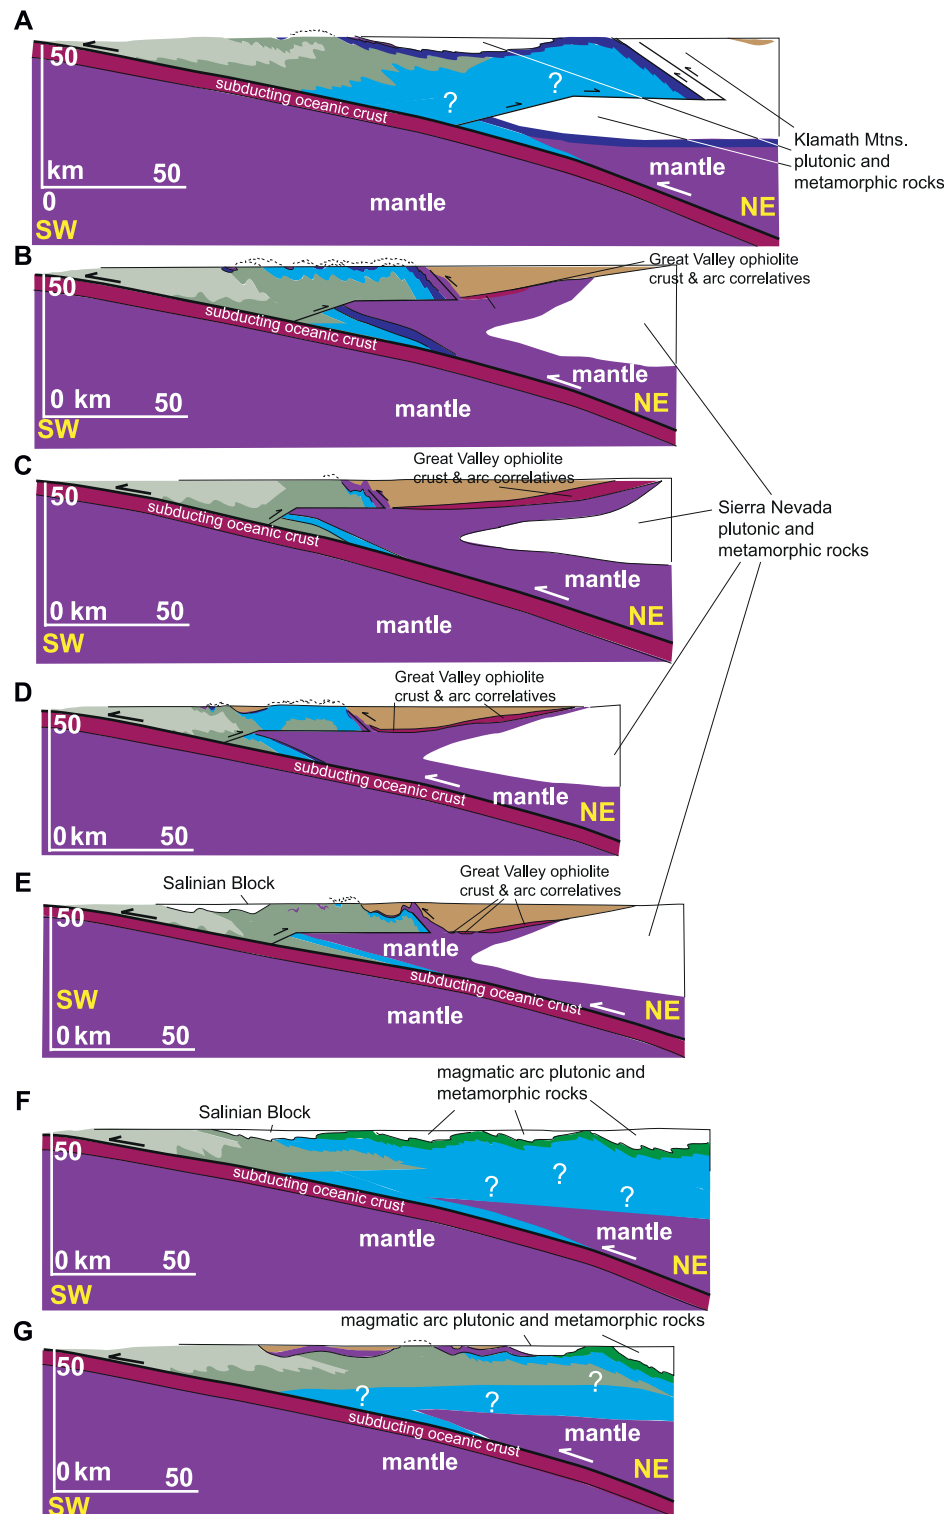 A
50
subducting oceanic crust
?
?
Klamath Mtns.
plutonic and
metamorphic rocks
km
50
0
mantle
mantle
SW
NE
B
Great Valley ophiolite
crust & arc correlatives
50
subducting oceanic crust
mantle
0 km
50
mantle
NE
SW
C
Great Valley ophiolite
crust & arc correlatives
50
subducting oceanic crust
Sierra Nevada
plutonic and
metamorphic rocks
mantle
0 km
50
mantle
NE
SW
D
Great Valley ophiolite
crust & arc correlatives
50
subducting oceanic crust
mantle
NE
0 km
50
E
Salinian Block
Great Valley ophiolite
crust & arc correlatives
50
mantle
subducting oceanic crust
SW
mantle
NE
0 km
50
magmatic arc plutonic and
metamorphic rocks
F
Salinian Block
50
subducting oceanic crust
?
?
?
mantle
mantle
0 km
50
NE
SW
G
magmatic arc plutonic and metamorphic rocks
50
?
?
?
subducting oceanic crust
mantle
mantle
0 km
50
NE
SW